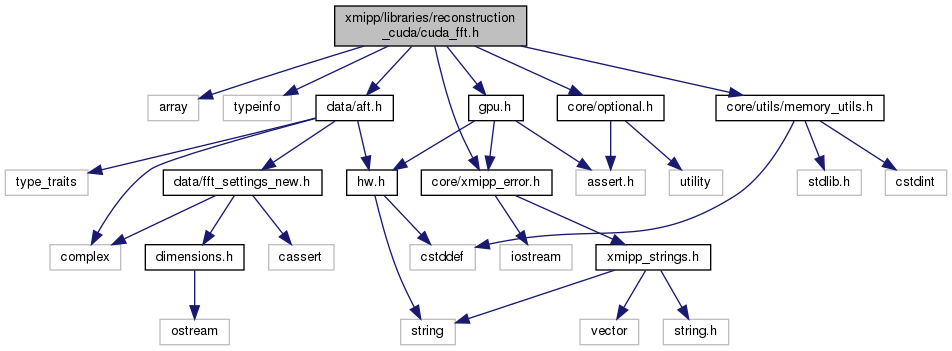 xmipp/libraries/reconstruction
_cuda/cuda_fft.h
array
typeinfo
data/aft.h
gpu.h
core/optional.h
core/utils/memory_utils.h
type_traits
data/fft_settings_new.h
hw.h
core/xmipp_error.h
assert.h
utility
stdlib.h
cstdint
complex
dimensions.h
cassert
cstddef
iostream
xmipp_strings.h
ostream
string
vector
string.h